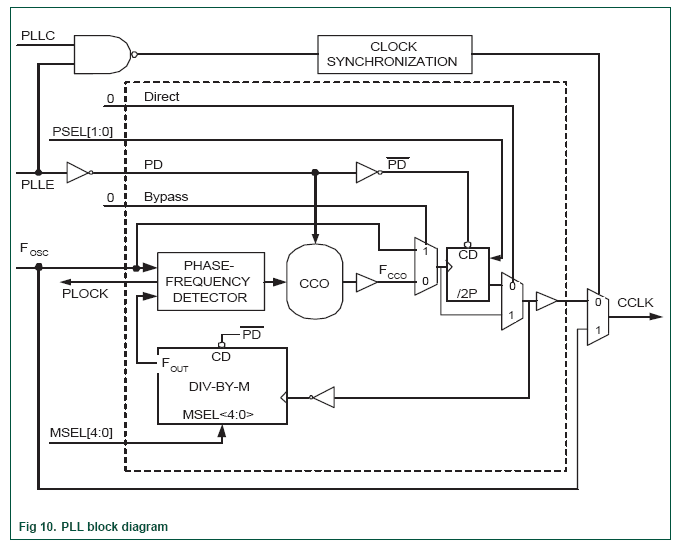 PLLC
CLOCK
SYNCHRONIZATION
0 Direct
PSEL[1:0]
PD
PD
PLLE
0 Bypass
FOSC
1
CD
PHASE-
FREQUENCY
DETECTOR
CCO
FCCO
0
/2P
0
1
0
CCLK
1
PLOCK
PD
CD
FOUT
DIV-BY-M
MSEL<4:0>
MSEL[4:0]
Fig 10. PLL block diagram